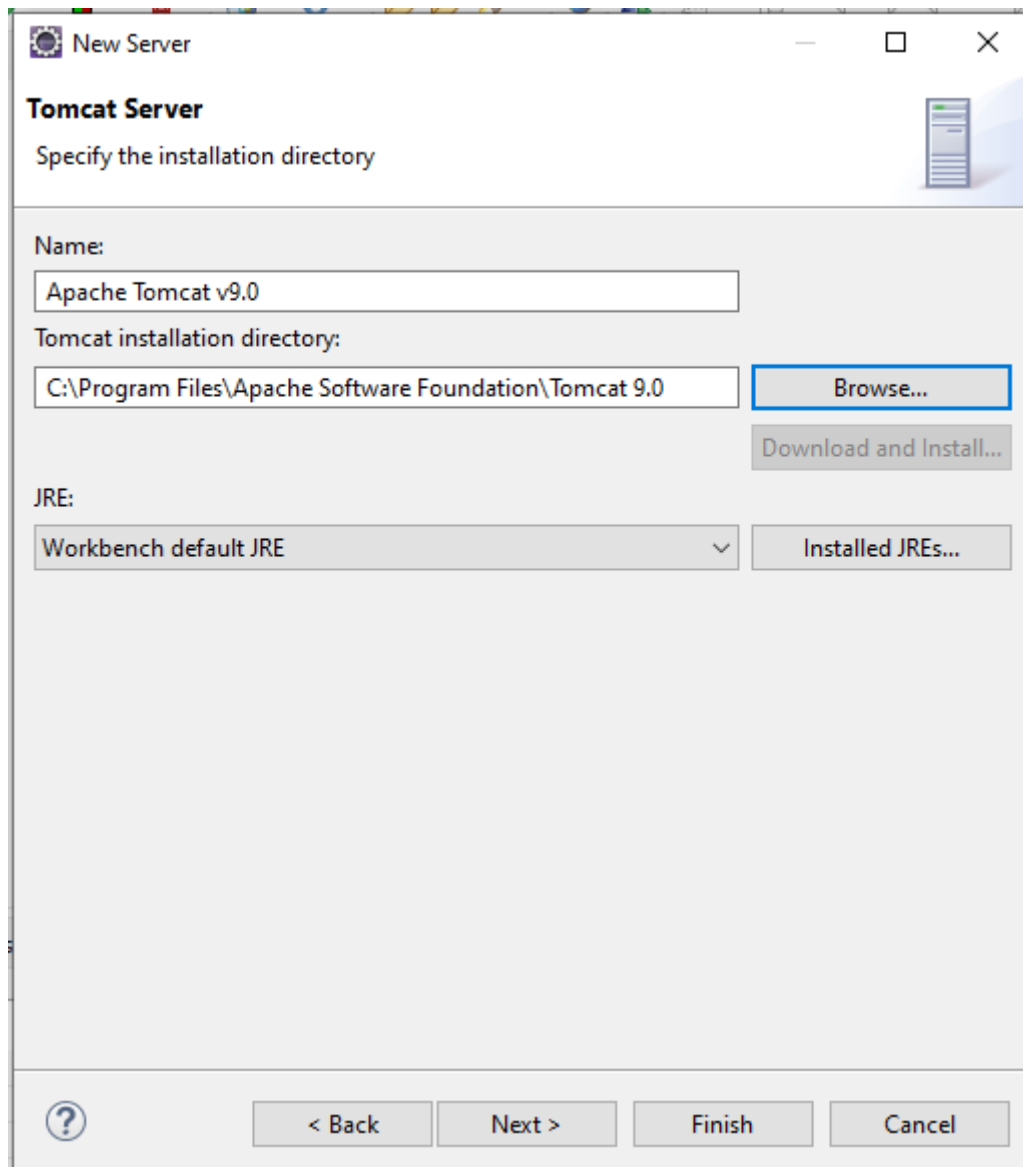 New Server
Tomcat Server
Specify the installation directory
Name:
Apache Tomcat v9.0
Tomcat installation directory:
C:\Program Files\Apache Software Foundation\Tomcat 9.0 Browse...
Download and Install...
JRE:
Workbench default JRE Installed JREs...
? < Back Next > Finish Cancel